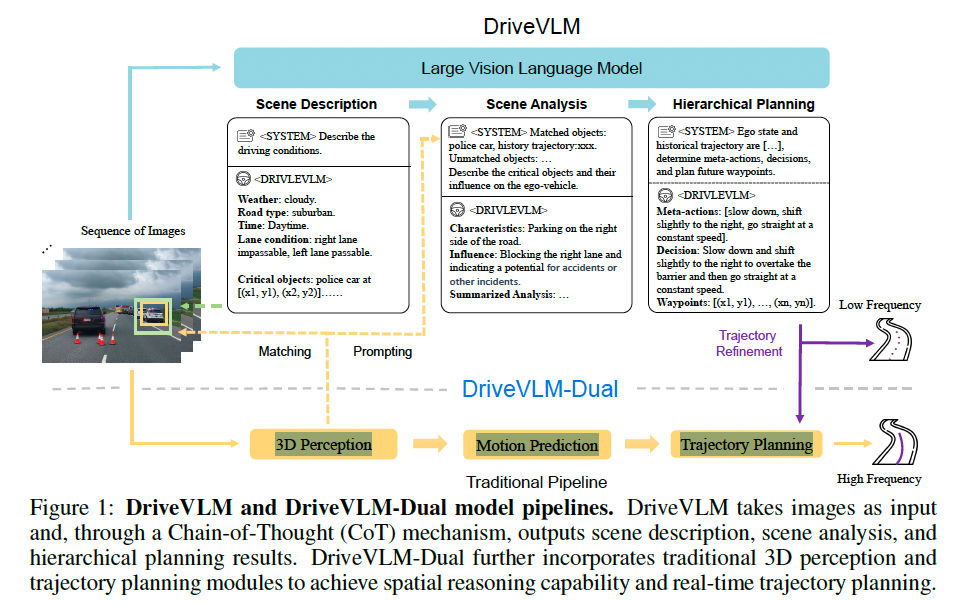 DriveVLM
Large Vision Language Model
Scene Description
Scene Analysis
Hierarchical Planning
<SYSTEM> Describe the
driving conditions.
<DRIVLEVLM>
Weather: cloudy.
Road type: suburban.
Time: Daytime.
Lane condition: right lane
impassable, left lane passable.
Critical objects: police car at
[(x1, y1), (x2, y2)]……
<SYSTEM> Matched objects:
police car, history trajectory:xxx.
Unmatched objects: …
Describe the critical objects and their
influence on the ego-vehicle.
<DRIVLEVLM>
Characteristics: Parking on the right
side of the road.
Influence: Blocking the right lane and
indicating a potential for accidents or
other incidents.
Summarized Analysis: …
<SYSTEM> Ego state and
historical trajectory are […],
determine meta-actions, decisions,
and plan future waypoints.
<DRIVLEVLM>
Meta-actions: [slow down, shift
slightly to the right, go straight at a
constant speed].
Decision: Slow down and shift
slightly to the right to overtake the
barrier and then go straight at a
constant speed.
Waypoints: [(x1, y1), …, (xn, yn)].
Sequence of Images
Matching
Prompting
Trajectory
Refinement
Low Frequency
DriveVLM-Dual
3D Perception
Motion Prediction
Trajectory Planning
Traditional Pipeline
High Frequency
Figure 1: DriveVLM and DriveVLM-Dual model pipelines. DriveVLM takes images as input
and, through a Chain-of-Thought (CoT) mechanism, outputs scene description, scene analysis, and
hierarchical planning results. DriveVLM-Dual further incorporates traditional 3D perception and
trajectory planning modules to achieve spatial reasoning capability and real-time trajectory planning.